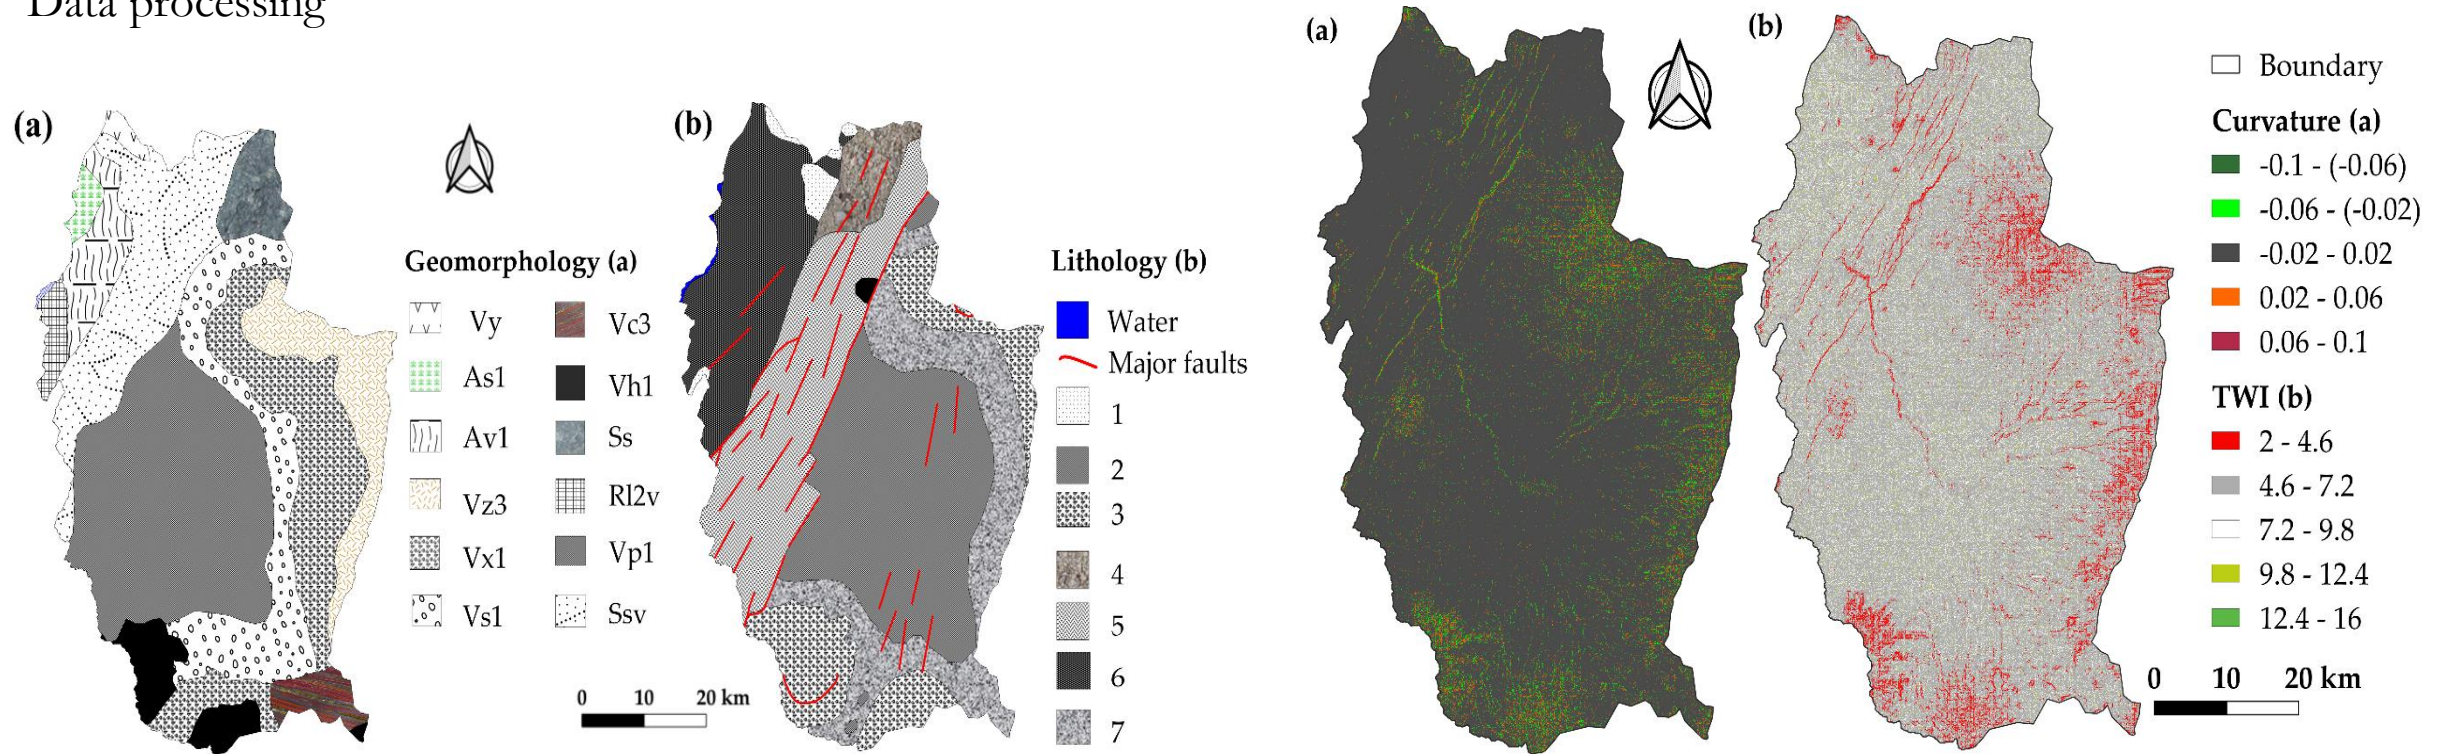 Data processing
(a)
(b)
Geomorphology (a)
Vy
Vc3
As1
Vh1
Av1
Ss
Vz3
Rl2v
Vx1
Vp1
Vs1
Ssv
Lithology (b)
Water
Major faults
1
2
3
4
5
6
7
0 10 20 km
(a)
(b)
Boundary
Curvature (a)
-0.1 - (-0.06)
-0.06 - (-0.02)
-0.02 - 0.02
0.02 - 0.06
0.06 - 0.1
TWI (b)
2 - 4.6
4.6 - 7.2
7.2 - 9.8
9.8 - 12.4
12.4 - 16
0 10 20 km